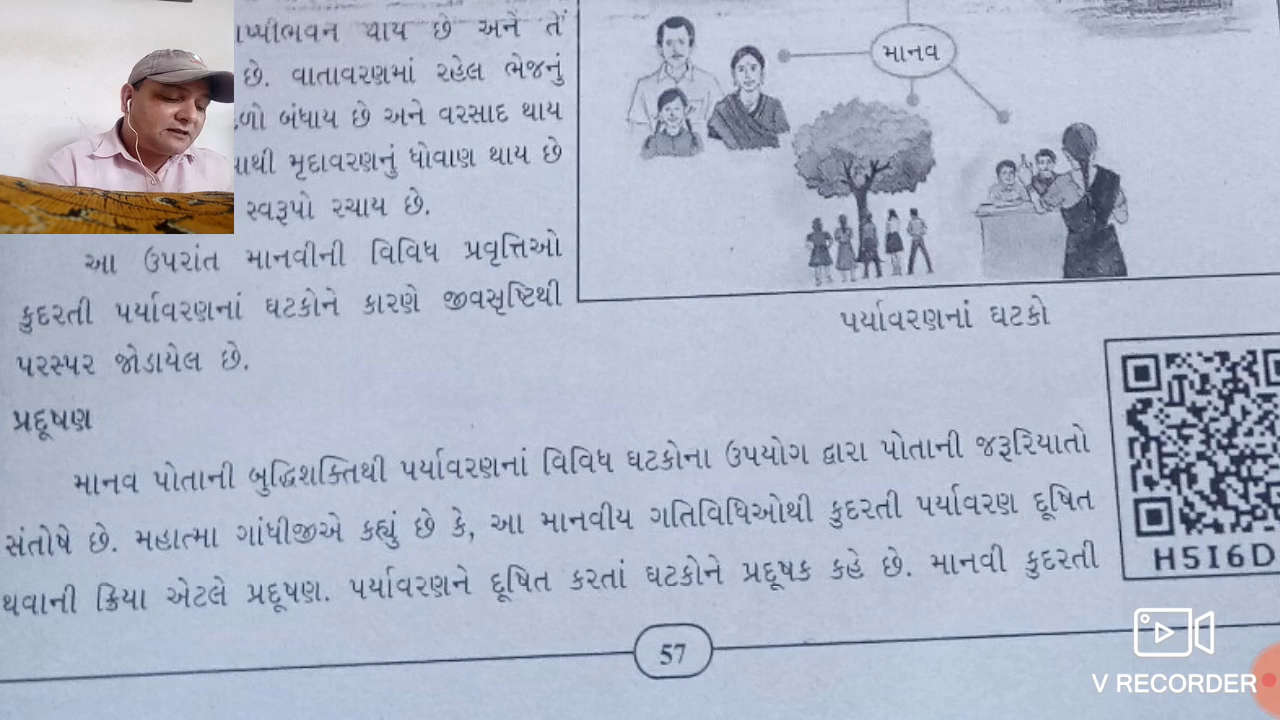 થાય છે અને તે
છે. વાતાવરણમાં રહેલ ભેજનું
બંધાય છે અને વરસાદ થાય
મૃદાવરણનું ધોવાણ થાય છે
સ્વરૂપો રચાય છે.
આ ઉપરાંત માનવીની વિવિધ પ્રવૃત્તિઓ
કુદરતી પર્યાવરણનાં ઘટકોને કારણે જીવસૃષ્ટિથી
પરસ્પર જોડાયેલ છે.
માનવ
પર્યાવરણનાં ઘટકો
પ્રદૂષણ
માનવ પોતાની બુદ્ધિશક્તિથી પર્યાવરણનાં વિવિધ ઘટકોના ઉપયોગ દ્વારા પોતાની જરૂરિયાતો
સંતોષે છે. મહાત્મા ગાંધીજીએ કહ્યું છે કે, આ માનવીય ગતિવિધિઓથી કુદરતી પર્યાવરણ દૂષિત
થવાની ક્રિયા એટલે પ્રદૂષણ. પર્યાવરણને દૂષિત કરતાં ઘટકોને પ્રદૂષક કહે છે. માનવી કુદરતી
H5I6D
57
V RECORDER